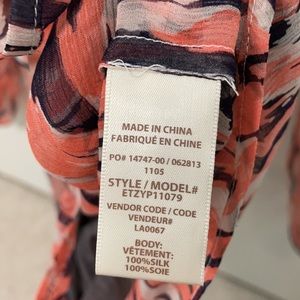 MADE IN CHINA
FABRIQUÉ EN CHINE
PO# 14747-00 / 062813
1105
STYLE / MODEL#
ETZYP11079
VENDOR CODE / CODE
VENDEUR#
LA0067
BODY:
VÊTEMENT:
100%SILK
100%SOIE